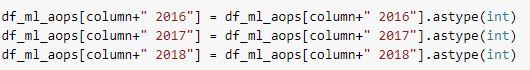 df_ml_aops[column+" 2016"] = df_ml_aops[column+" 2016"].astype(int)
df_ml_aops[column+" 2017"] = df_ml_aops[column+" 2017"].astype(int)
df_ml_aops[column+" 2018"] = df_ml_aops[column+" 2018"].astype(int)